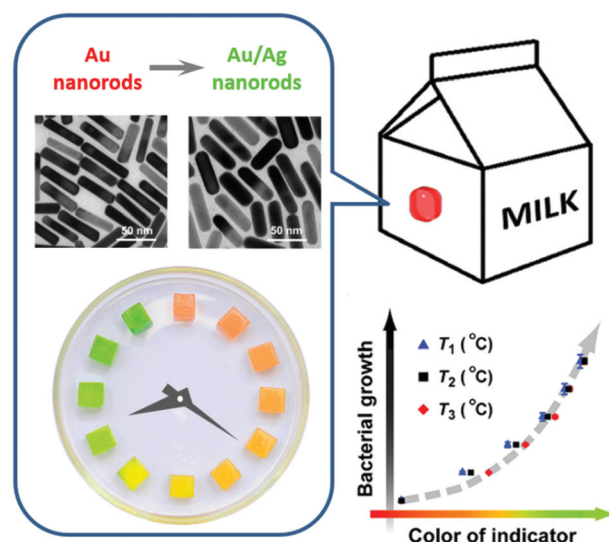 Au
nanorods
Au/Ag
nanorods
50 nm
50 nm
MILK
Bacterial growth
T₁ (°C)
T₂ (°C)
T₃ (°C)
Color of indicator